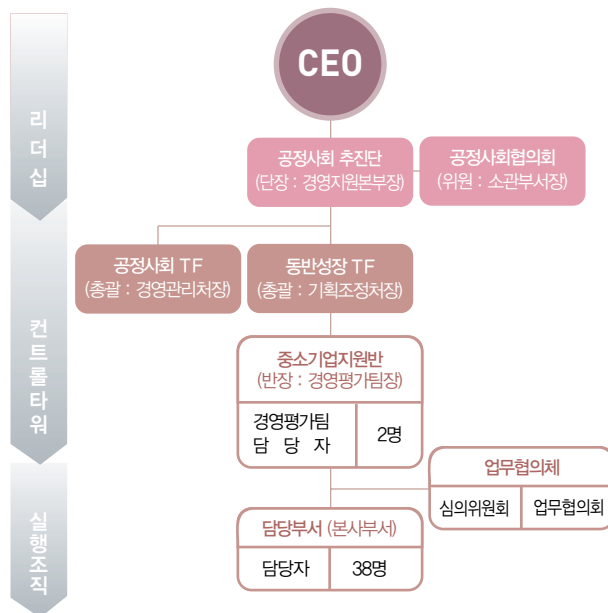 CEO
리더십
공정사회 추진단
(단장 : 경영지원본부장)
공정사회협의회
(위원 : 소관부서장)
공정사회 TF
(총괄 : 경영관리처장)
동반성장 TF
(총괄 : 기획조정처장)
컨트롤타워
중소기업지원반
(반장 : 경영평가팀장)
경영평가팀
담 당 자
2명
업무협의체
심의위원회
업무협의회
실행조직
담당부서 (본사부서)
담당자
38명